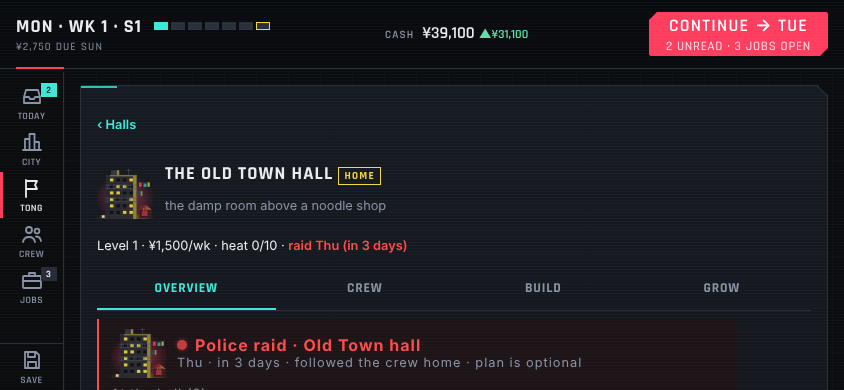 MON · WK 1 · S1
¥2,750 DUE SUN
CASH ¥39,100 ▲¥31,100
CONTINUE → TUE
2 UNREAD · 3 JOBS OPEN
2
TODAY
CITY
TONG
CREW
3
JOBS
SAVE
‹ Halls
THE OLD TOWN HALL HOME
the damp room above a noodle shop
Level 1 · ¥1,500/wk · heat 0/10 · raid Thu (in 3 days)
OVERVIEW CREW BUILD GROW
Police raid · Old Town hall
Thu · in 3 days · followed the crew home · plan is optional